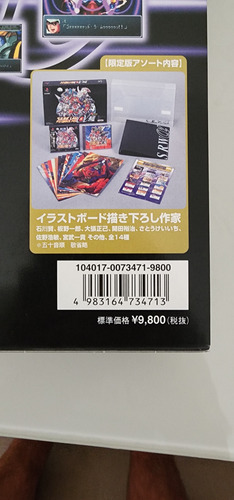 【限定版アソート内容】
イラストボード描き下ろし作家
石川賢、板野一郎、大張正己、開田裕治、さとうけいいち、
佐野浩敏、宮武一貴 その他、全14種
※五十音順 敬省略
104017-0073471-9800
4 983164 734713
標準価格 ¥9,800(税抜)